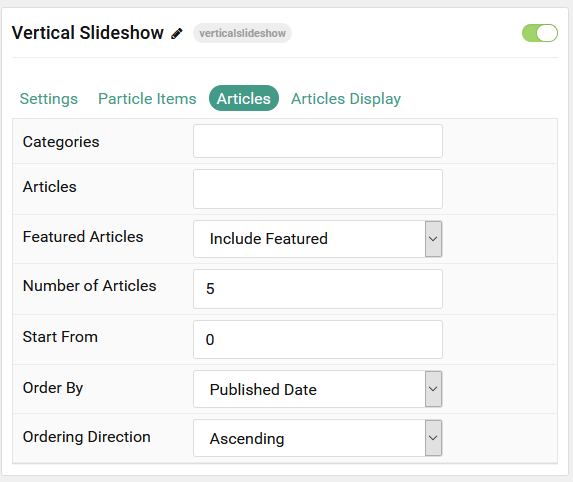 Vertical Slideshow verticalslideshow
Settings Particle Items Articles Articles Display
Categories
Articles
Featured Articles Include Featured
Number of Articles 5
Start From 0
Order By Published Date
Ordering Direction Ascending